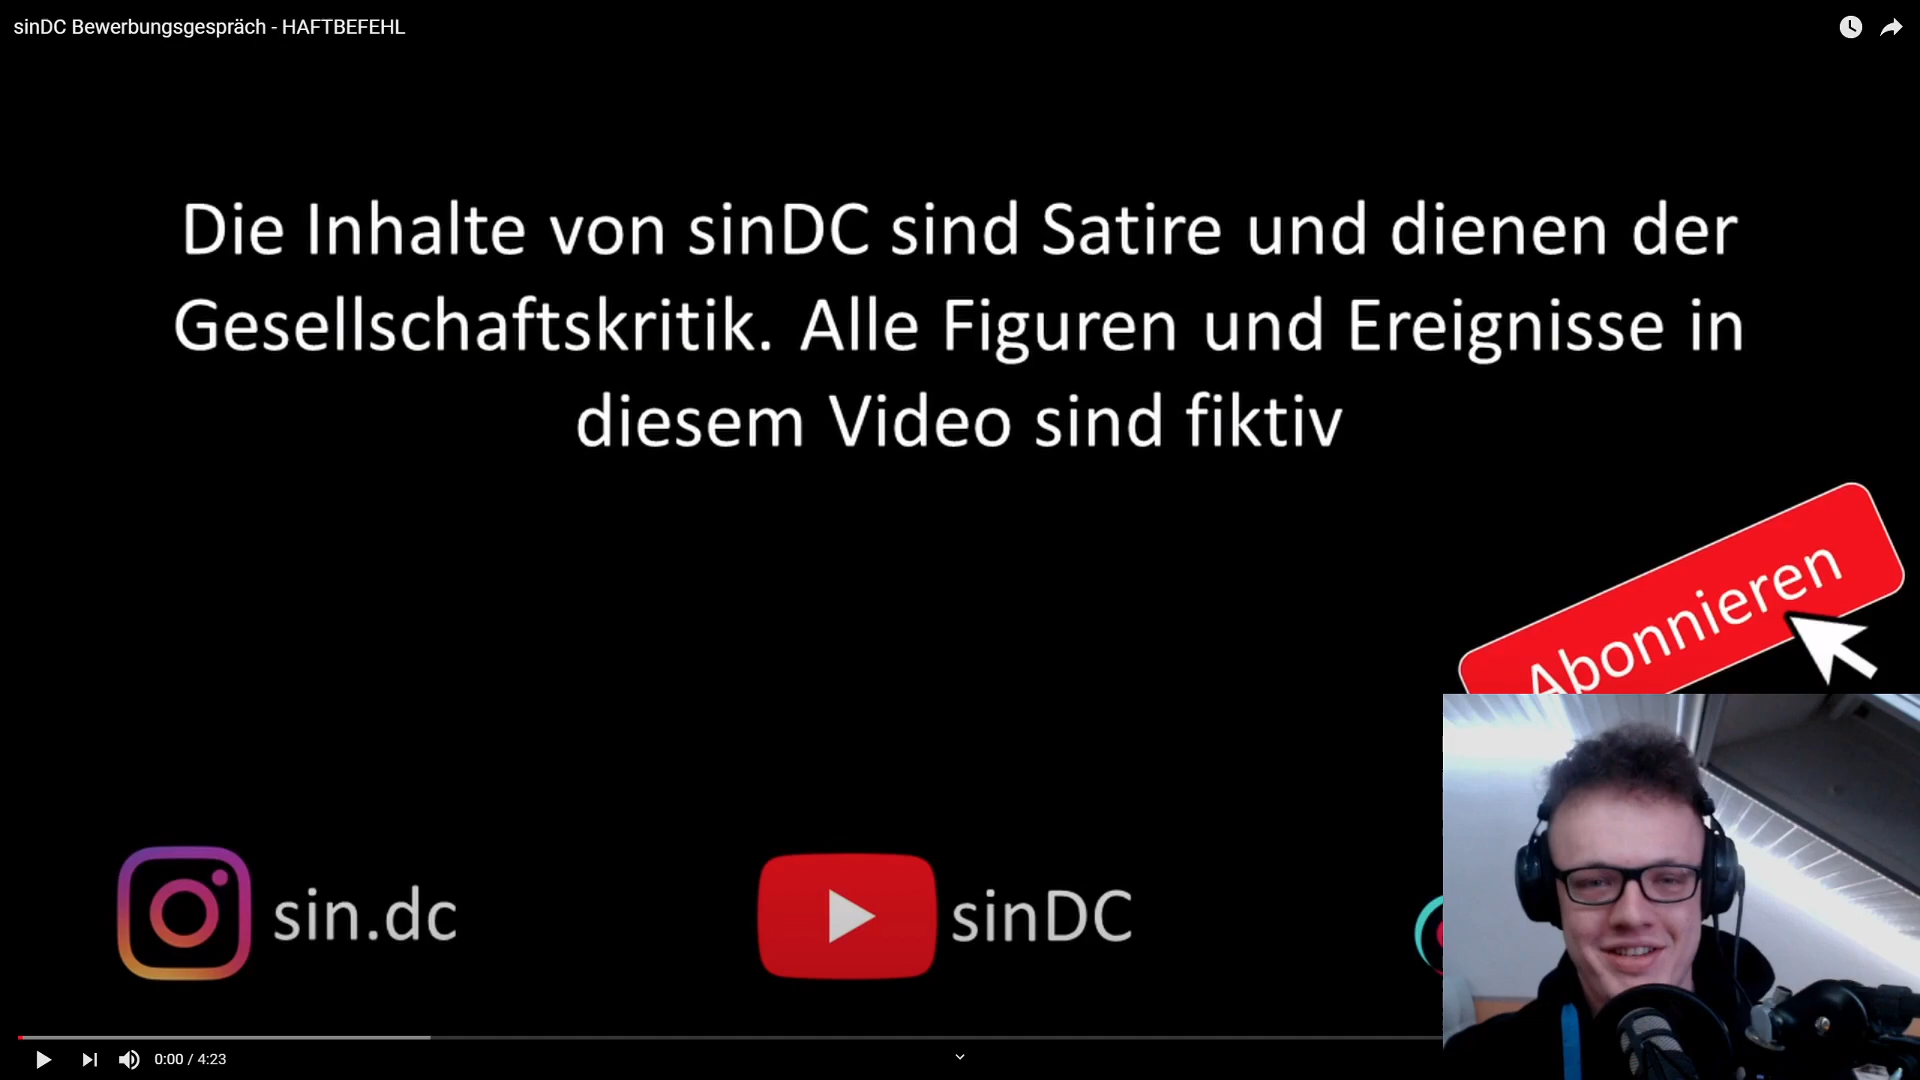 sinDC Bewerbungsgespräch - HAFTBEFEHL
Die Inhalte von sinDC sind Satire und dienen der
Gesellschaftskritik. Alle Figuren und Ereignisse in
diesem Video sind fiktiv
Abonnieren
sin.dc
sinDC
0:00 / 4:23